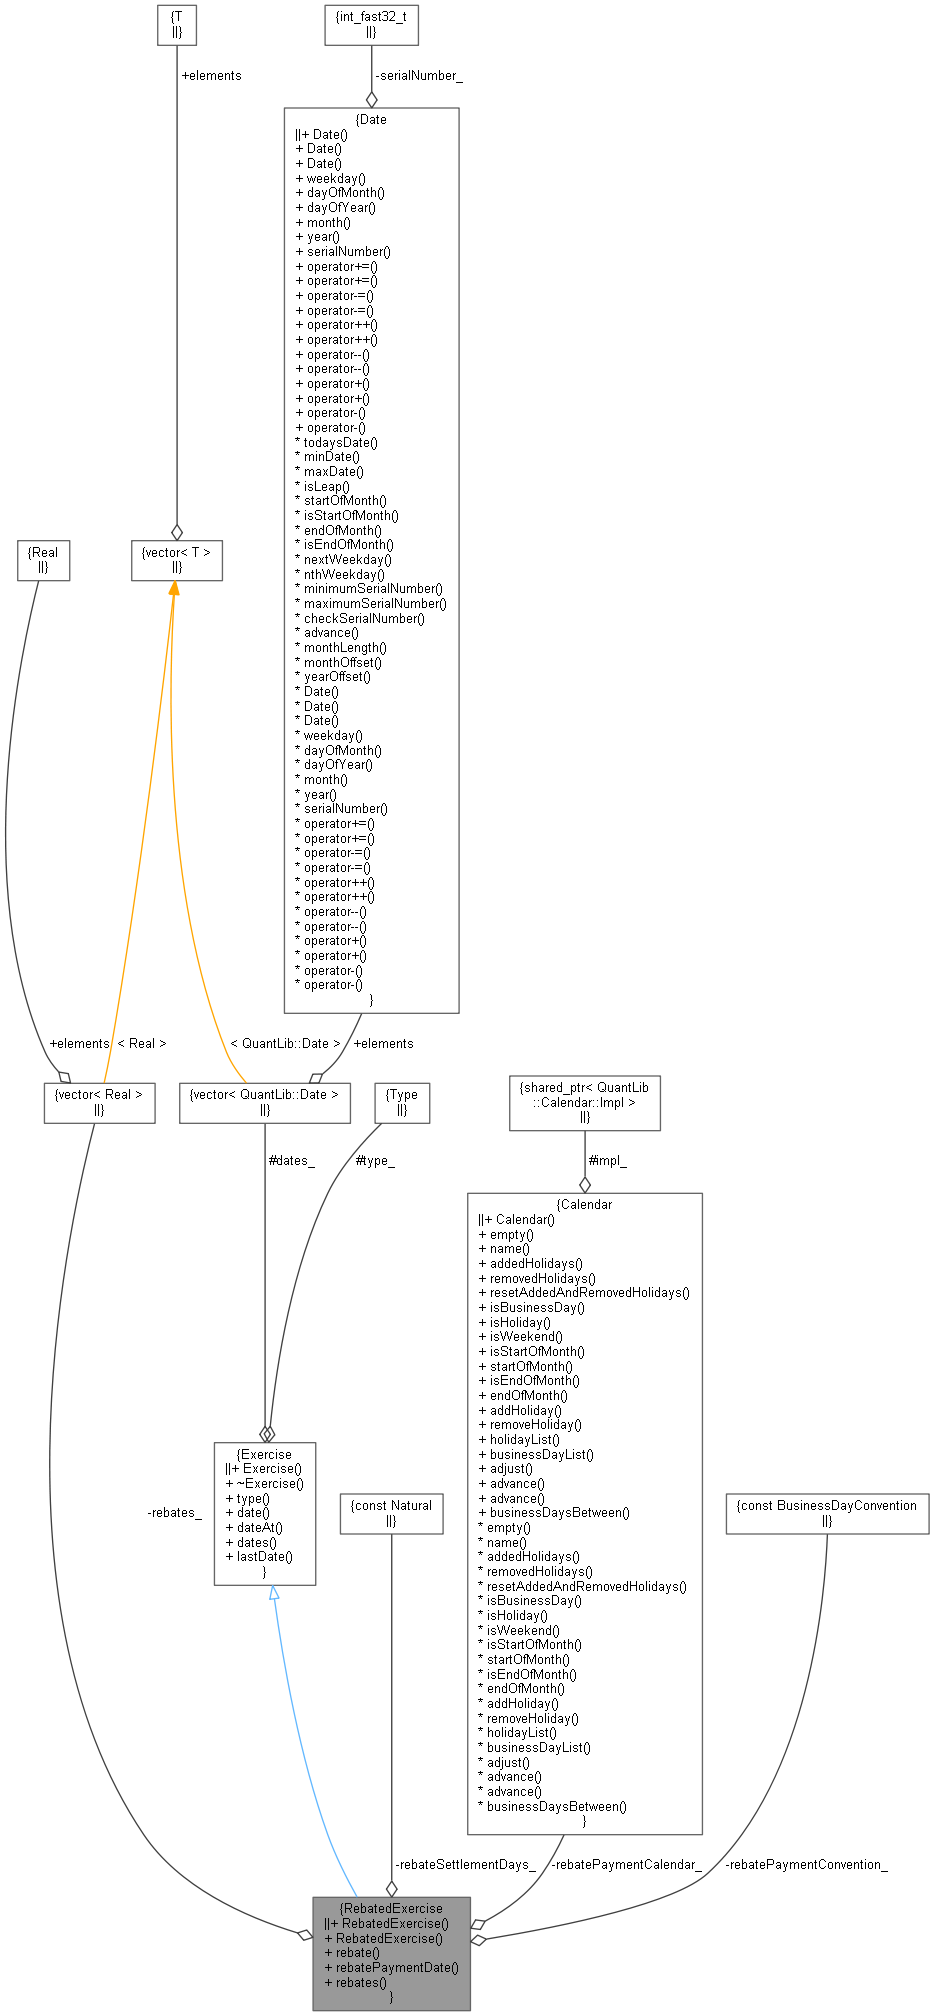 {T
||}
{int_fast32_t
||}
+elements
-serialNumber_
{Date
||+ Date()
+ Date()
+ Date()
+ weekday()
+ dayOfMonth()
+ dayOfYear()
+ month()
+ year()
+ serialNumber()
+ operator+=()
+ operator+=()
+ operator-=()
+ operator-=()
+ operator++()
+ operator++()
+ operator--()
+ operator--()
+ operator+()
+ operator+()
+ operator-()
+ operator-()
* todaysDate()
* minDate()
* maxDate()
* isLeap()
* startOfMonth()
* isStartOfMonth()
* endOfMonth()
* isEndOfMonth()
* nextWeekday()
* nthWeekday()
* minimumSerialNumber()
* maximumSerialNumber()
* checkSerialNumber()
* advance()
* monthLength()
* monthOffset()
* yearOffset()
* Date()
* Date()
* Date()
* weekday()
* dayOfMonth()
* dayOfYear()
* month()
* year()
* serialNumber()
* operator+=()
* operator+=()
* operator-=()
* operator-=()
* operator++()
* operator++()
* operator--()
* operator--()
* operator+()
* operator+()
* operator-()
* operator-()
}
{Real
||}
{vector< T >
||}
+elements
< Real >
< QuantLib::Date >
+elements
{vector< Real >
||}
{vector< QuantLib::Date >
||}
{Type
||}
{shared_ptr< QuantLib
::Calendar::Impl >
||}
#dates_
#type_
#impl_
{Calendar
||+ Calendar()
+ empty()
+ name()
+ addedHolidays()
+ removedHolidays()
+ resetAddedAndRemovedHolidays()
+ isBusinessDay()
+ isHoliday()
+ isWeekend()
+ isStartOfMonth()
+ startOfMonth()
+ isEndOfMonth()
+ endOfMonth()
+ addHoliday()
+ removeHoliday()
+ holidayList()
+ businessDayList()
+ adjust()
+ advance()
+ advance()
+ businessDaysBetween()
* empty()
* name()
* addedHolidays()
* removedHolidays()
* resetAddedAndRemovedHolidays()
* isBusinessDay()
* isHoliday()
* isWeekend()
* isStartOfMonth()
* startOfMonth()
* isEndOfMonth()
* endOfMonth()
* addHoliday()
* removeHoliday()
* holidayList()
* businessDayList()
* adjust()
* advance()
* advance()
* businessDaysBetween()
}
{Exercise
||+ Exercise()
+ ~Exercise()
+ type()
+ date()
+ dateAt()
+ dates()
+ lastDate()
}
-rebates_
{const Natural
||}
{const BusinessDayConvention
||}
-rebateSettlementDays_
-rebatePaymentCalendar_
-rebatePaymentConvention_
{RebatedExercise
||+ RebatedExercise()
+ RebatedExercise()
+ rebate()
+ rebatePaymentDate()
+ rebates()
}